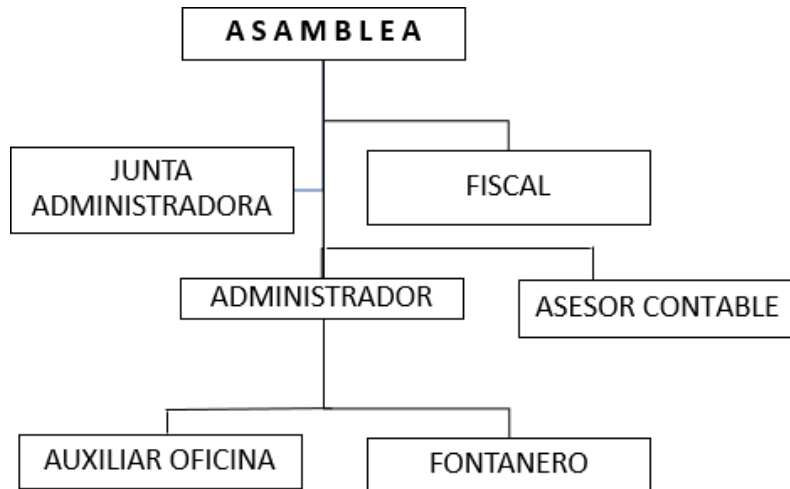 A S A M B L E A
JUNTA
ADMINISTRADORA
FISCAL
ADMINISTRADOR
ASESOR CONTABLE
AUXILIAR OFICINA
FONTANERO